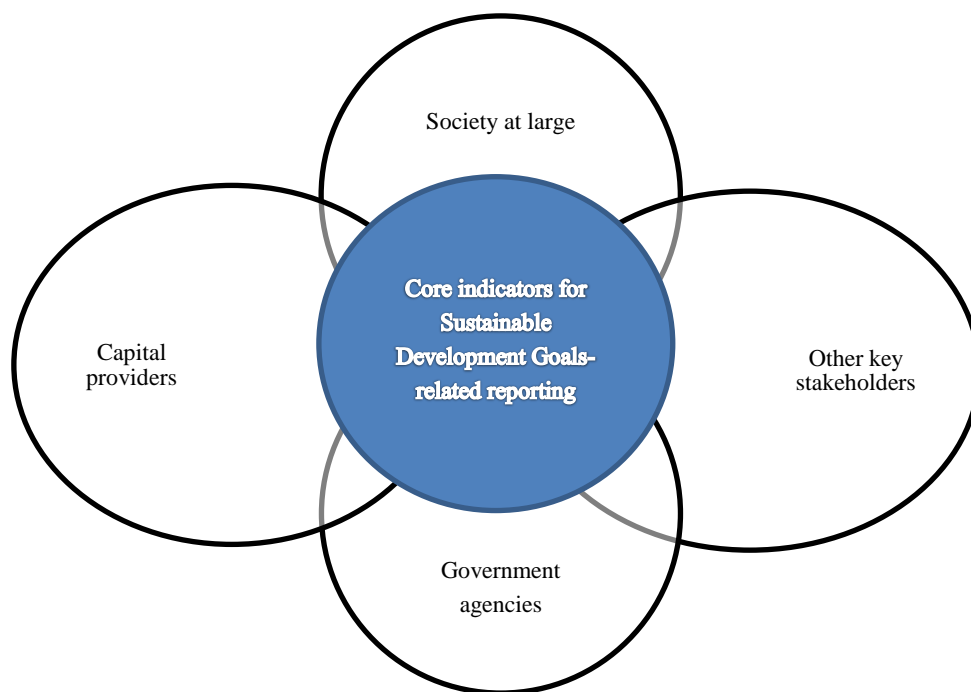 Society at large
Core indicators for
Sustainable
Development Goals-
related reporting
Capital
providers
Other key
stakeholders
Government
agencies